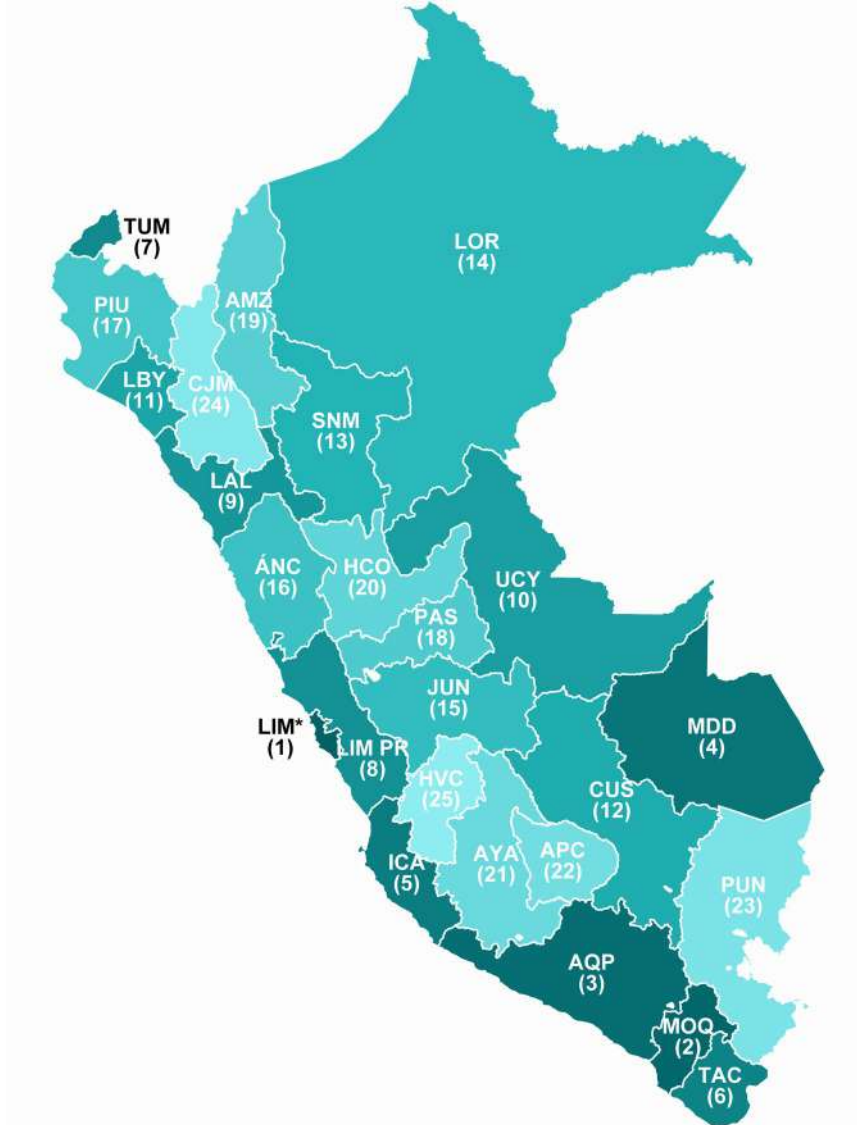 TUM
(7)
LOR
(14)
PIU
(17)
AMZ
(19)
LBY
(11)
CJM
(24)
SNM
(13)
LAL
(9)
ÁNC
(16)
HCO
(20)
UCY
(10)
PAS
(18)
JUN
(15)
LIM*
(1)
LIM PR
(8)
MDD
(4)
HVC
(25)
CUS
(12)
ICA
(5)
AYA
(21)
APC
(22)
PUN
(23)
AQP
(3)
MOQ
(2)
TAC
(6)